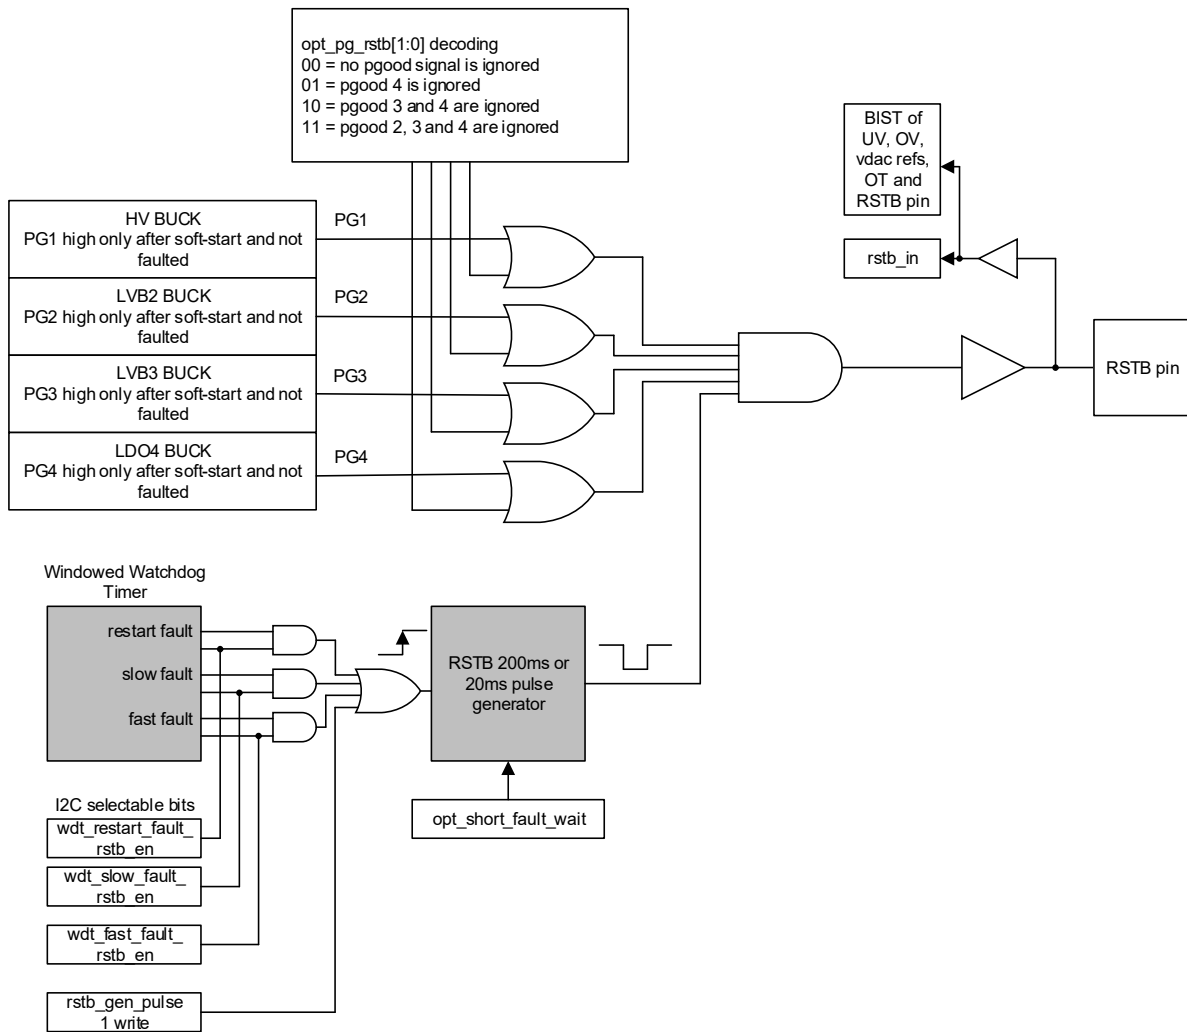 opt_pg_rstb[1:0] decoding
00 = no pgood signal is ignored
01 = pgood 4 is ignored
10 = pgood 3 and 4 are ignored
11 = pgood 2, 3 and 4 are ignored
BIST of
UV, OV,
vdac refs,
OT and
RSTB pin
rstb_in
HV BUCK
PG1 high only after soft-start and not
faulted
PG1
LVB2 BUCK
PG2 high only after soft-start and not
faulted
PG2
LVB3 BUCK
PG3 high only after soft-start and not
faulted
PG3
LDO4 BUCK
PG4 high only after soft-start and not
faulted
PG4
RSTB pin
Windowed Watchdog
Timer
restart fault
slow fault
fast fault
RSTB 200ms or
20ms pulse
generator
opt_short_fault_wait
I2C selectable bits
wdt_restart_fault_
rstb_en
wdt_slow_fault_
rstb_en
wdt_fast_fault_
rstb_en
rstb_gen_pulse
1 write